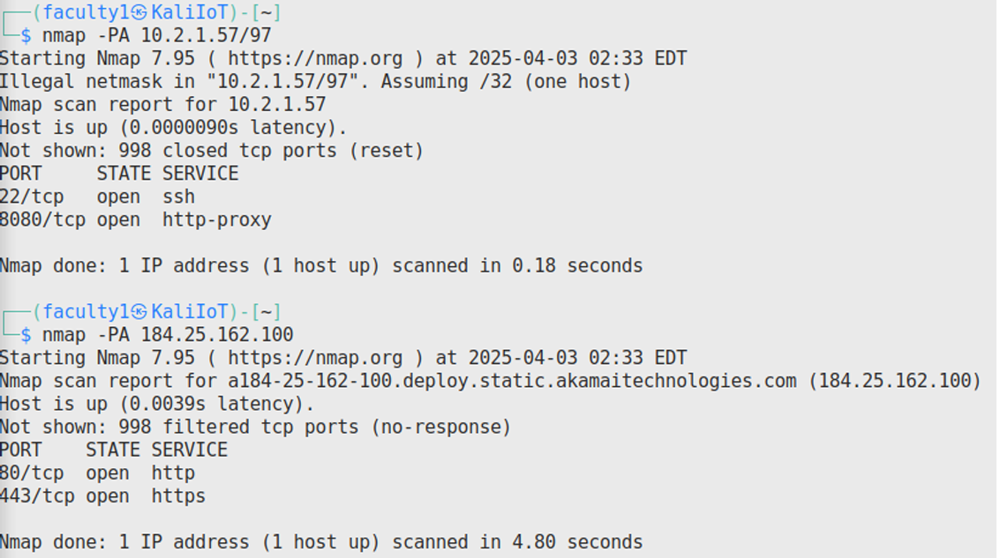 ┌──(faculty1㉿KaliIoT)-[~]
└─$ nmap -PA 10.2.1.57/97
Starting Nmap 7.95 ( https://nmap.org ) at 2025-04-03 02:33 EDT
Illegal netmask in "10.2.1.57/97". Assuming /32 (one host)
Nmap scan report for 10.2.1.57
Host is up (0.0000090s latency).
Not shown: 998 closed tcp ports (reset)
PORT     STATE SERVICE
22/tcp   open  ssh
8080/tcp open  http-proxy

Nmap done: 1 IP address (1 host up) scanned in 0.18 seconds

┌──(faculty1㉿KaliIoT)-[~]
└─$ nmap -PA 184.25.162.100
Starting Nmap 7.95 ( https://nmap.org ) at 2025-04-03 02:33 EDT
Nmap scan report for a184-25-162-100.deploy.static.akamaitechnologies.com (184.25.162.100)
Host is up (0.0039s latency).
Not shown: 998 filtered tcp ports (no-response)
PORT    STATE SERVICE
80/tcp  open  http
443/tcp open  https

Nmap done: 1 IP address (1 host up) scanned in 4.80 seconds